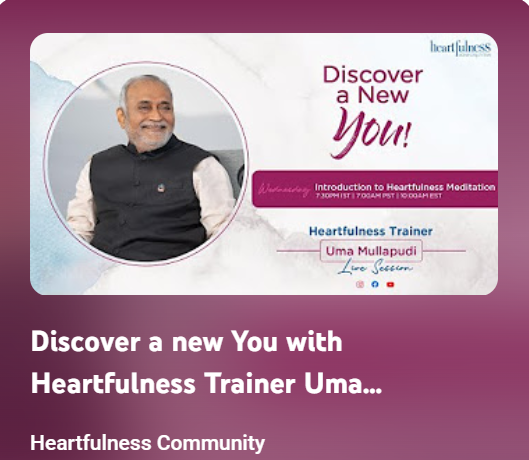 heartfulness
Discover
a New
You!
Wednesday Introduction to Heartfulness Meditation
7:30PM IST | 7:00AM PST | 10:00AM EST
Heartfulness Trainer
Uma Mullapudi
Live Session
Discover a new You with
Heartfulness Trainer Uma...
Heartfulness Community